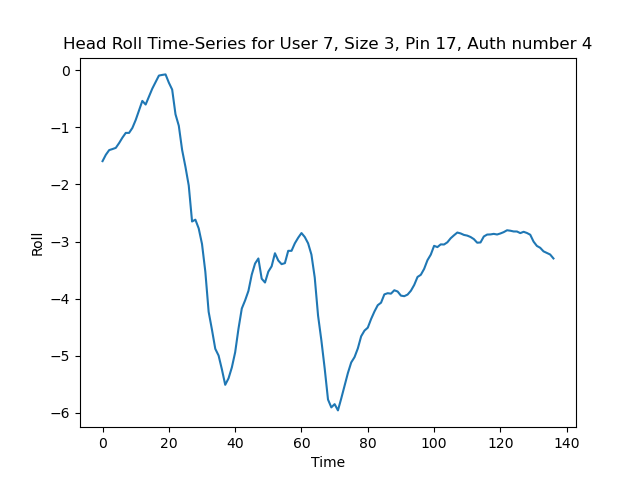 Head Roll Time-Series for User 7, Size 3, Pin 17, Auth number 4
0
−1
−2
−3
−4
−5
−6
Roll
0 20 40 60 80 100 120 140
Time